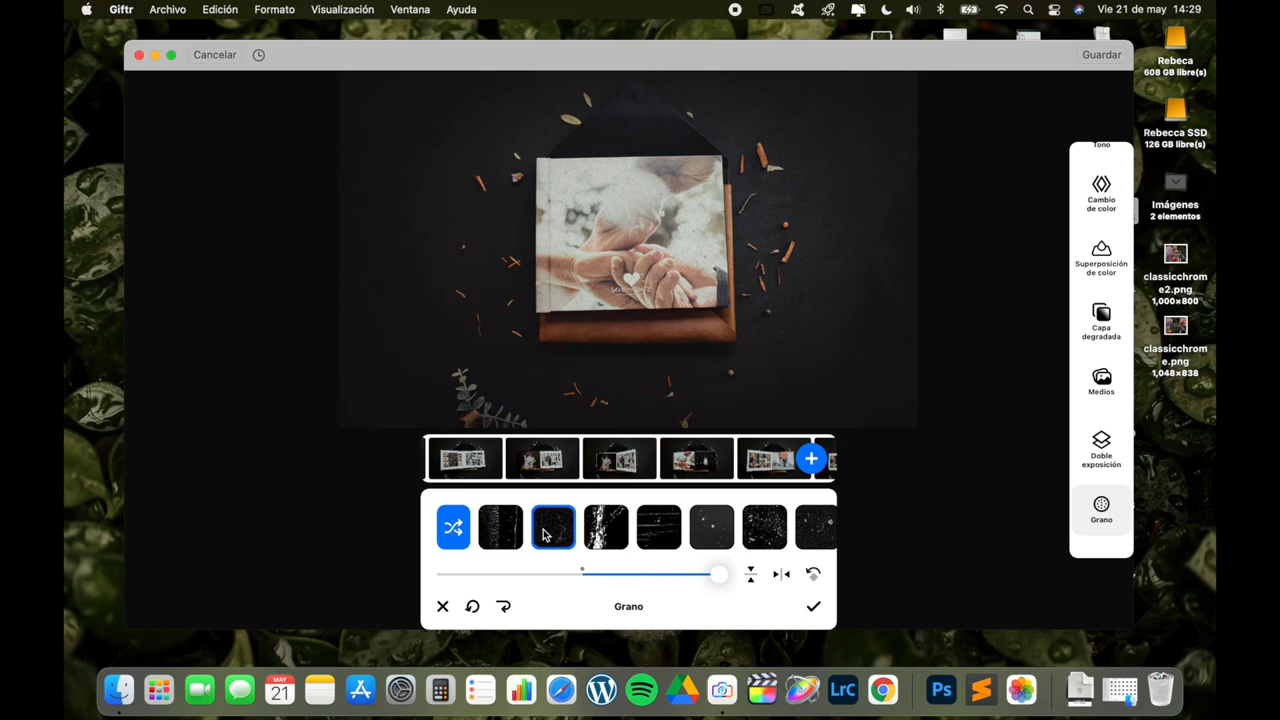 Giftr Archivo Edición Formato Visualización Ventana Ayuda Vie 21 de may 14:29
Cancelar Guardar
Rebeca
608 GB libre(s)
Rebecca SSD
126 GB libre(s)
Imágenes
2 elementos
classicchrom
e2.png
1,000×800
classicchrom
e.png
1,048×838
Tono
Cambio
de color
Superposición
de color
Capa
degradada
Medios
Doble
exposición
Grano
Grano
MAY
21
LrC
Ps